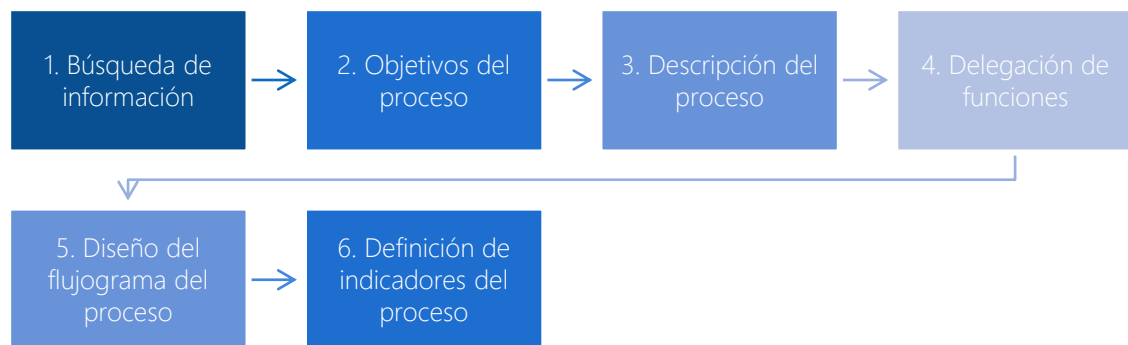 1. Búsqueda de
información
2. Objetivos del
proceso
3. Descripción del
proceso
4. Delegación de
funciones
5. Diseño del
flujograma del
proceso
6. Definición de
indicadores del
proceso